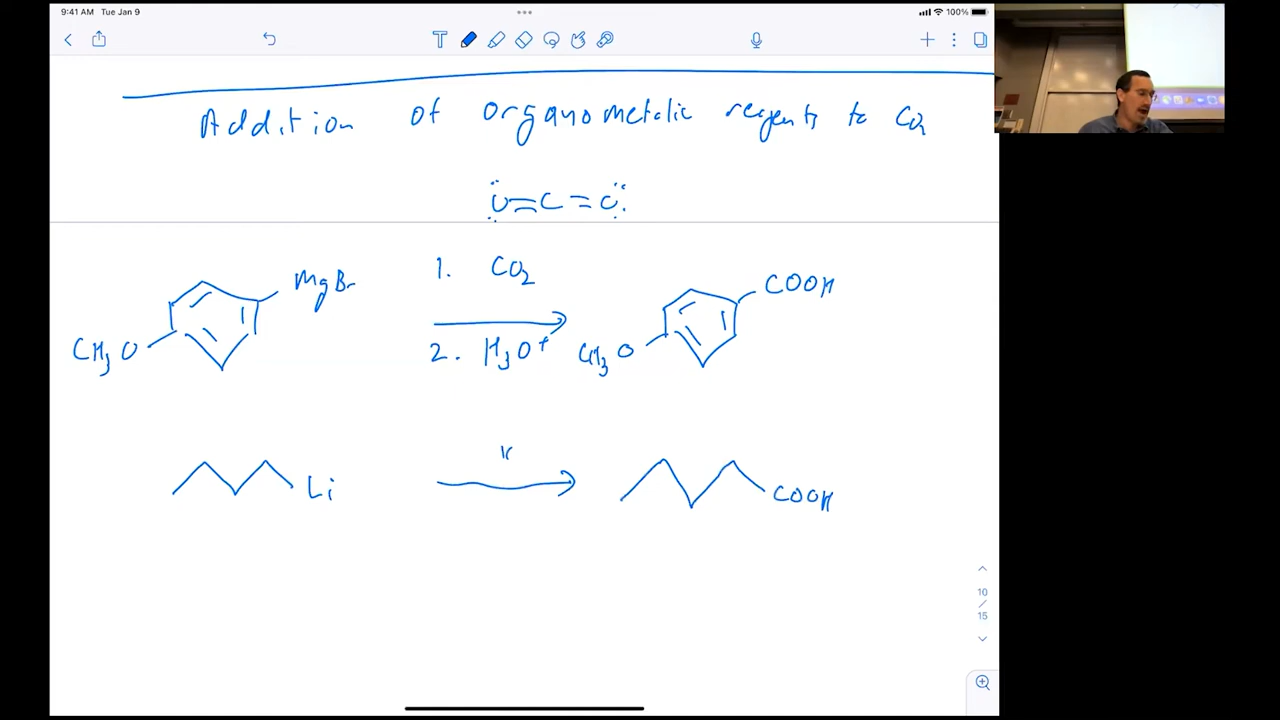 9:41 AM Tue Jan 9
100%
Addition of organometalic reagents to CO2
O=C=O
MgBr
CH3O
1. CO2
2. H3O+
COOH
CH3O
Li
"
COOH
10
15